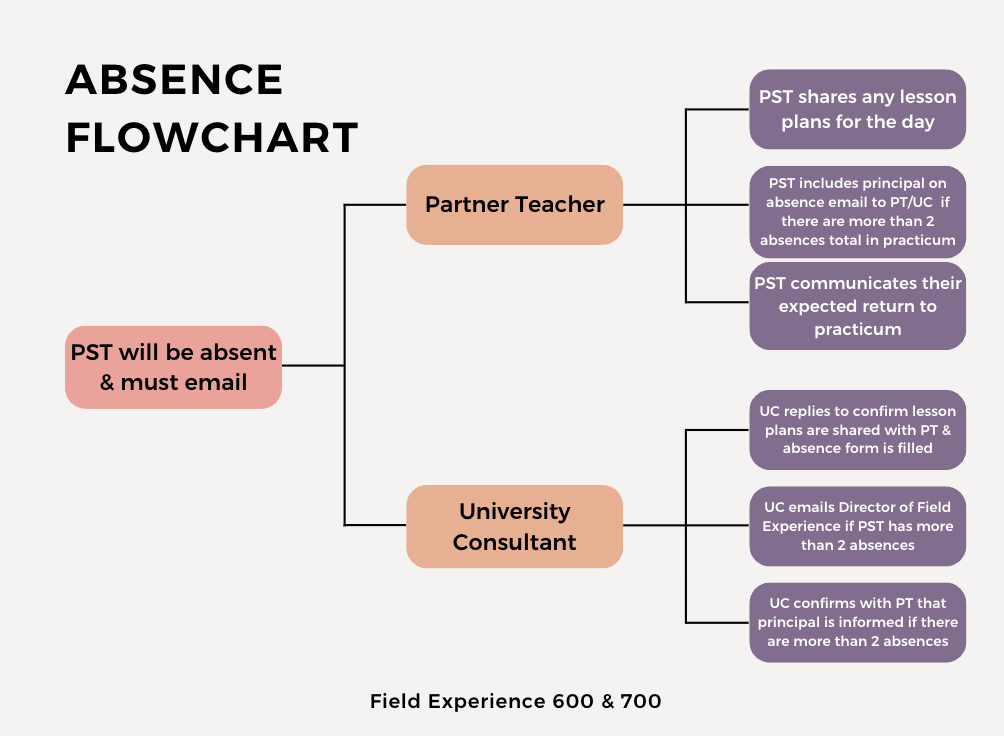 ABSENCE
FLOWCHART
PST will be absent
& must email
Partner Teacher
PST shares any lesson
plans for the day
PST includes principal on
absence email to PT/UC  if
there are more than 2
absences total in practicum
PST communicates their
expected return to
practicum
University
Consultant
UC replies to confirm lesson
plans are shared with PT &
absence form is filled
UC emails Director of Field
Experience if PST has more
than 2 absences
UC confirms with PT that
principal is informed if there
are more than 2 absences
Field Experience 600 & 700